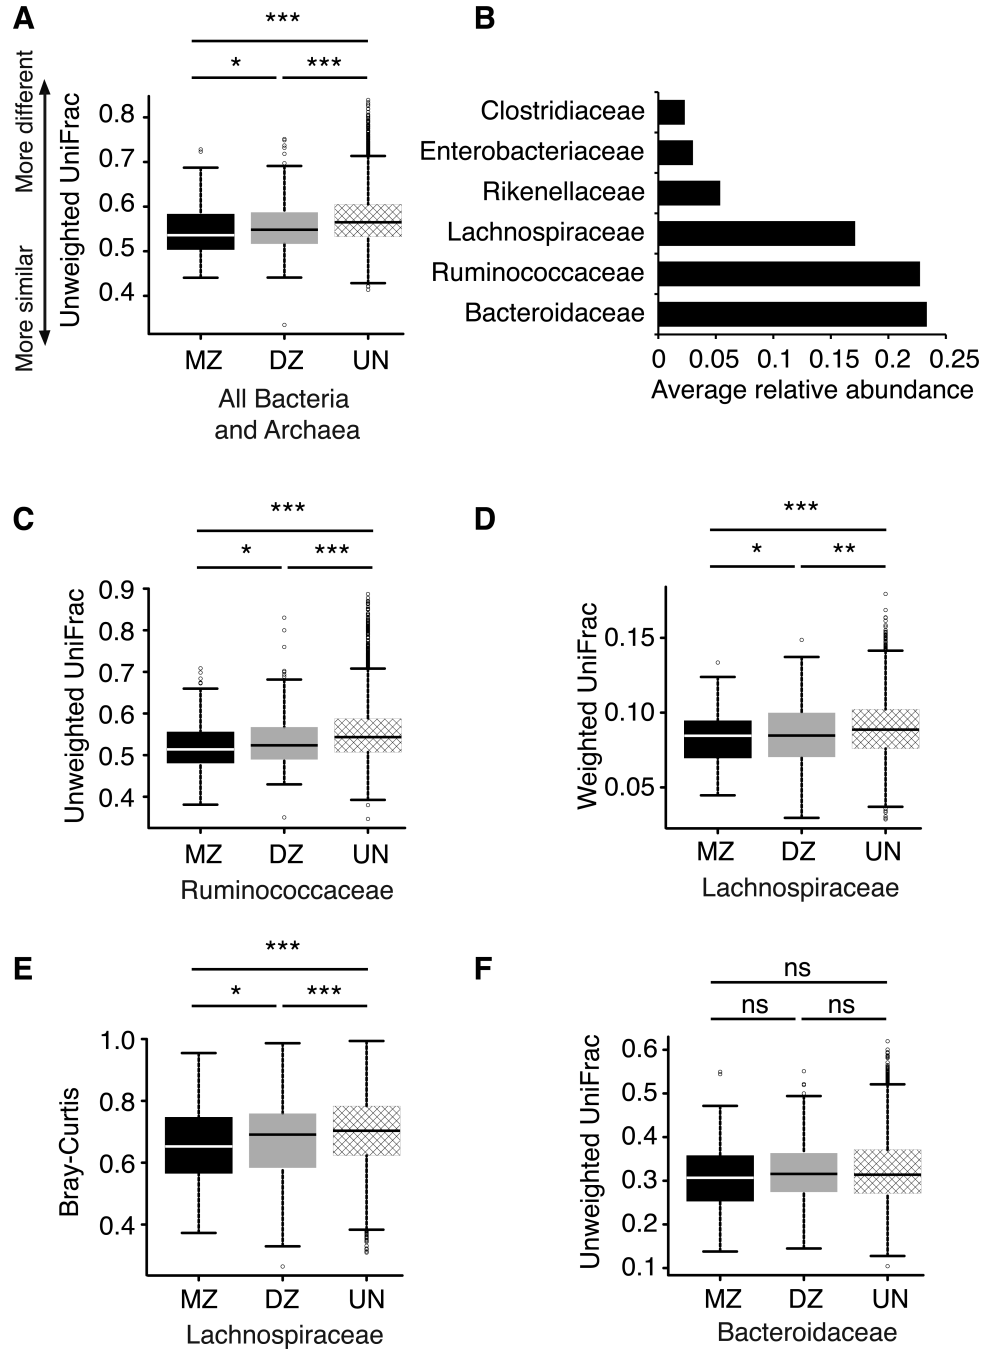 A
***
*
***
More different
More similar
Unweighted UniFrac
0.8
0.7
0.6
0.5
0.4
MZ DZ UN
All Bacteria
and Archaea
B
Clostridiaceae
Enterobacteriaceae
Rikenellaceae
Lachnospiraceae
Ruminococcaceae
Bacteroidaceae
0 0.05 0.1 0.15 0.2 0.25
Average relative abundance
C
***
*
***
Unweighted UniFrac
0.9
0.8
0.7
0.6
0.5
0.4
MZ DZ UN
Ruminococcaceae
D
***
*
**
Weighted UniFrac
0.15
0.10
0.05
MZ DZ UN
Lachnospiraceae
E
***
*
***
Bray-Curtis
1.0
0.8
0.6
0.4
MZ DZ UN
Lachnospiraceae
F
ns
ns ns
Unweighted UniFrac
0.6
0.5
0.4
0.3
0.2
0.1
MZ DZ UN
Bacteroidaceae